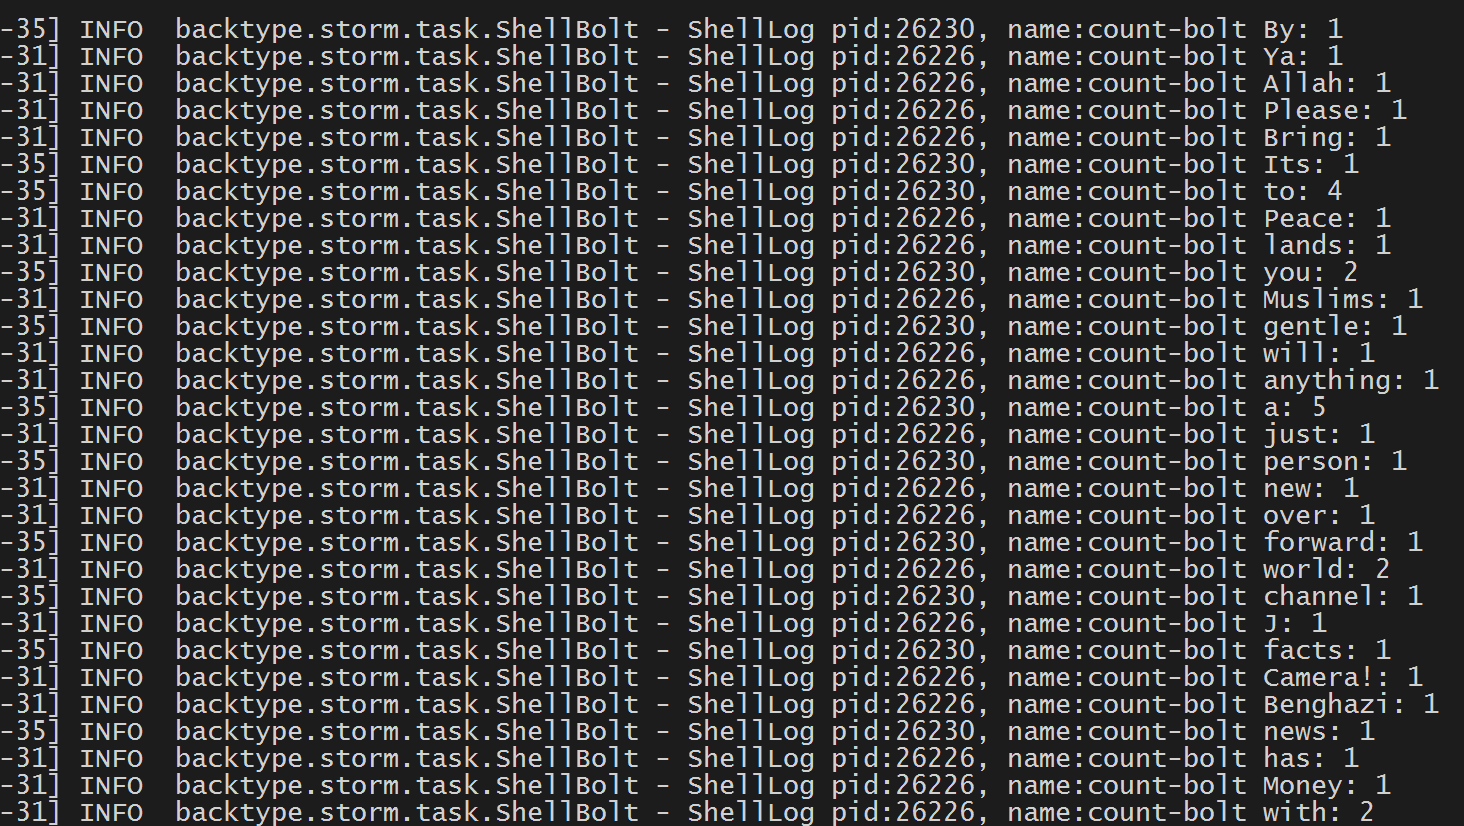 -35] INFO  backtype.storm.task.ShellBolt - ShellLog pid:26230, name:count-bolt By: 1
-31] INFO  backtype.storm.task.ShellBolt - ShellLog pid:26226, name:count-bolt Ya: 1
-31] INFO  backtype.storm.task.ShellBolt - ShellLog pid:26226, name:count-bolt Allah: 1
-31] INFO  backtype.storm.task.ShellBolt - ShellLog pid:26226, name:count-bolt Please: 1
-31] INFO  backtype.storm.task.ShellBolt - ShellLog pid:26226, name:count-bolt Bring: 1
-35] INFO  backtype.storm.task.ShellBolt - ShellLog pid:26230, name:count-bolt Its: 1
-35] INFO  backtype.storm.task.ShellBolt - ShellLog pid:26230, name:count-bolt to: 4
-31] INFO  backtype.storm.task.ShellBolt - ShellLog pid:26226, name:count-bolt Peace: 1
-31] INFO  backtype.storm.task.ShellBolt - ShellLog pid:26226, name:count-bolt lands: 1
-35] INFO  backtype.storm.task.ShellBolt - ShellLog pid:26230, name:count-bolt you: 2
-31] INFO  backtype.storm.task.ShellBolt - ShellLog pid:26226, name:count-bolt Muslims: 1
-35] INFO  backtype.storm.task.ShellBolt - ShellLog pid:26230, name:count-bolt gentle: 1
-31] INFO  backtype.storm.task.ShellBolt - ShellLog pid:26226, name:count-bolt will: 1
-31] INFO  backtype.storm.task.ShellBolt - ShellLog pid:26226, name:count-bolt anything: 1
-35] INFO  backtype.storm.task.ShellBolt - ShellLog pid:26230, name:count-bolt a: 5
-31] INFO  backtype.storm.task.ShellBolt - ShellLog pid:26226, name:count-bolt just: 1
-35] INFO  backtype.storm.task.ShellBolt - ShellLog pid:26230, name:count-bolt person: 1
-31] INFO  backtype.storm.task.ShellBolt - ShellLog pid:26226, name:count-bolt new: 1
-31] INFO  backtype.storm.task.ShellBolt - ShellLog pid:26226, name:count-bolt over: 1
-35] INFO  backtype.storm.task.ShellBolt - ShellLog pid:26230, name:count-bolt forward: 1
-31] INFO  backtype.storm.task.ShellBolt - ShellLog pid:26226, name:count-bolt world: 2
-35] INFO  backtype.storm.task.ShellBolt - ShellLog pid:26230, name:count-bolt channel: 1
-31] INFO  backtype.storm.task.ShellBolt - ShellLog pid:26226, name:count-bolt J: 1
-35] INFO  backtype.storm.task.ShellBolt - ShellLog pid:26230, name:count-bolt facts: 1
-31] INFO  backtype.storm.task.ShellBolt - ShellLog pid:26226, name:count-bolt Camera!: 1
-31] INFO  backtype.storm.task.ShellBolt - ShellLog pid:26226, name:count-bolt Benghazi: 1
-35] INFO  backtype.storm.task.ShellBolt - ShellLog pid:26230, name:count-bolt news: 1
-31] INFO  backtype.storm.task.ShellBolt - ShellLog pid:26226, name:count-bolt has: 1
-31] INFO  backtype.storm.task.ShellBolt - ShellLog pid:26226, name:count-bolt Money: 1
-31] INFO  backtype.storm.task.ShellBolt - ShellLog pid:26226, name:count-bolt with: 2